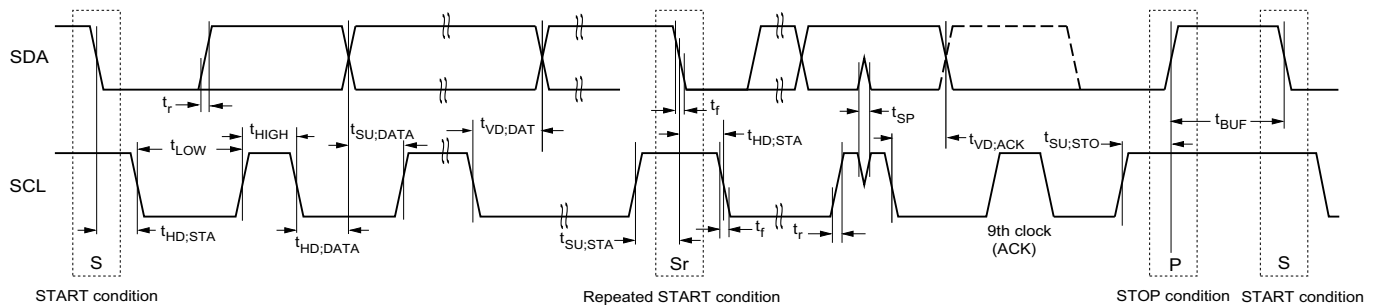 SDA
t_r
t_HIGH
t_SU;DATA
t_VD;DAT
t_f
t_HD;STA
t_SP
t_VD;ACK
t_SU;STO
t_BUF
t_LOW
SCL
t_HD;STA
t_HD;DATA
t_SU;STA
t_f
t_r
9th clock
(ACK)
S
Sr
P
S
START condition
Repeated START condition
STOP condition
START condition